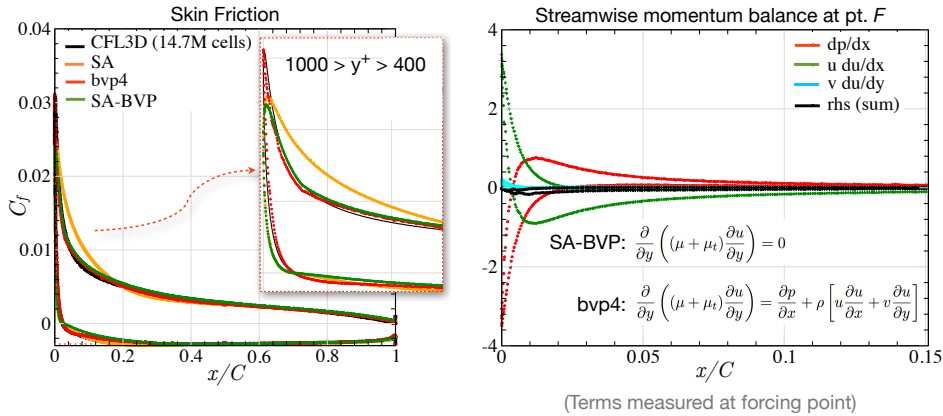 Skin Friction
0.04
0.03
0.02
0.01
0
C_f
CFL3D (14.7M cells)
SA
bvp4
SA-BVP
1000 > y^+ > 400
0 0.2 0.4 0.6 0.8 1
x/C
Streamwise momentum balance at pt. F
4
2
0
-2
-4
dp/dx
u du/dx
v du/dy
rhs (sum)
SA-BVP: ∂/∂y ((μ + μ_t) ∂u/∂y) = 0
bvp4: ∂/∂y ((μ + μ_t) ∂u/∂y) = ∂p/∂x + ρ [u ∂u/∂x + v ∂u/∂y]
0 0.05 0.1 0.15
x/C
(Terms measured at forcing point)